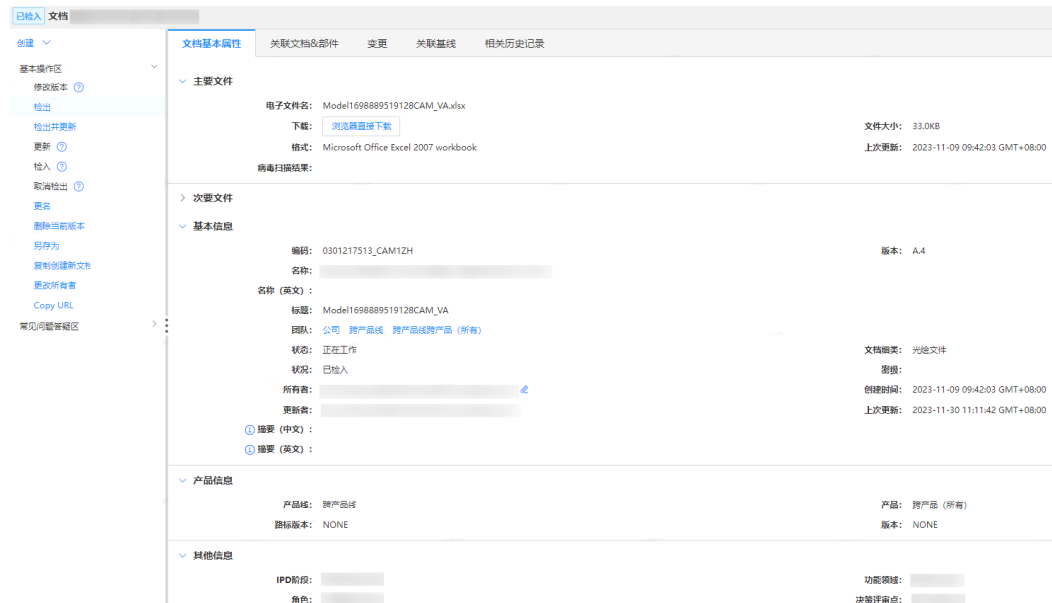 已检入 文档
创建
基本操作区
修改版本
检出
检出并更新
更新
检入
取消检出
更名
删除当前版本
另存为
复制创建新文档
更改所有者
Copy URL
常见问题答疑区
文档基本属性 关联文档&部件 变更 关联基线 相关历史记录
主要文件
电子文件名: Model1698889519128CAM_VA.xlsx
下载: 浏览器直接下载 文件大小: 33.0KB
格式: Microsoft Office Excel 2007 workbook 上次更新: 2023-11-09 09:42:03 GMT+08:00
病毒扫描结果:
次要文件
基本信息
编码: 0301217513_CAM1ZH 版本: A.4
名称:
名称（英文）:
标题: Model1698889519128CAM_VA
团队: 公司 跨产品线 跨产品线跨产品（所有）
状态: 正在工作 文档细类: 光绘文件
状况: 已检入 密级:
所有者: 创建时间: 2023-11-09 09:42:03 GMT+08:00
更新者: 上次更新: 2023-11-30 11:11:42 GMT+08:00
摘要（中文）:
摘要（英文）:
产品信息
产品线: 跨产品线 产品: 跨产品（所有）
路标版本: NONE 版本: NONE
其他信息
IPD阶段: 功能领域:
角色: 决策评审点: